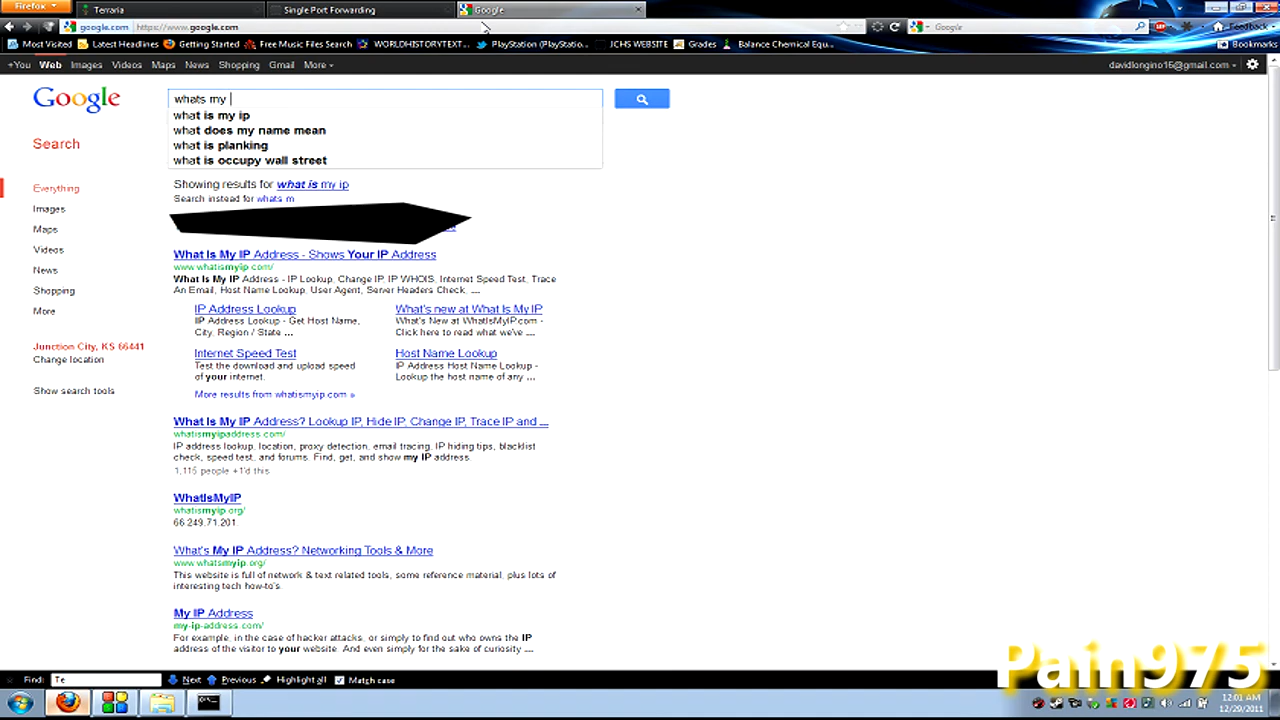 Firefox
Terraria
Single Port Forwarding
Google
google.com
https://www.google.com
Google
Feedback
Most Visited
Latest Headlines
Getting Started
Free Music Files Search
WORLDHISTORYTEXT...
PlayStation (PlayStatio...
JCHS WEBSITE
Grades
Balance Chemical Equ...
Bookmarks
+You Web Images Videos Maps News Shopping Gmail More
davidlongino16@gmail.com
Google
whats my
what is my ip
what does my name mean
what is planking
what is occupy wall street
Search
Showing results for what is my ip
Search instead for whats m
Everything
Images
Maps
Videos
News
Shopping
More
Junction City, KS 66441
Change location
Show search tools
What Is My IP Address - Shows Your IP Address
www.whatismyip.com/
What Is My IP Address - IP Lookup, Change IP, IP WHOIS, Internet Speed Test, Trace
An Email, Host Name Lookup, User Agent, Server Headers Check, ...
IP Address Lookup
IP Address Lookup - Get Host Name,
City, Region / State ...
What's new at What Is My IP
What's New at WhatIsMyIP.com -
Click here to read what we've ...
Internet Speed Test
Test the download and upload speed
of your internet.
Host Name Lookup
IP Address Host Name Lookup -
Lookup the host name of any ...
More results from whatismyip.com »
What Is My IP Address? Lookup IP, Hide IP, Change IP, Trace IP and ...
whatismyipaddress.com/
IP address lookup, location, proxy detection, email tracing, IP hiding tips, blacklist
check, speed test, and forums. Find, get, and show my IP address.
1,115 people +1'd this
WhatIsMyIP
whatismyip.org/
66.249.71.201.
What's My IP Address? Networking Tools & More
www.whatsmyip.org/
This website is full of network & text related tools, some reference material, plus lots of
interesting tech how-to's.
My IP Address
my-ip-address.com/
For example, in the case of hacker attacks, or simply to find out who owns the IP
address of the visitor to your website. And even simply for the sake of curiosity ...
Find: Te
Next
Previous
Highlight all
Match case
Pain975
12:01 AM
12/29/2011